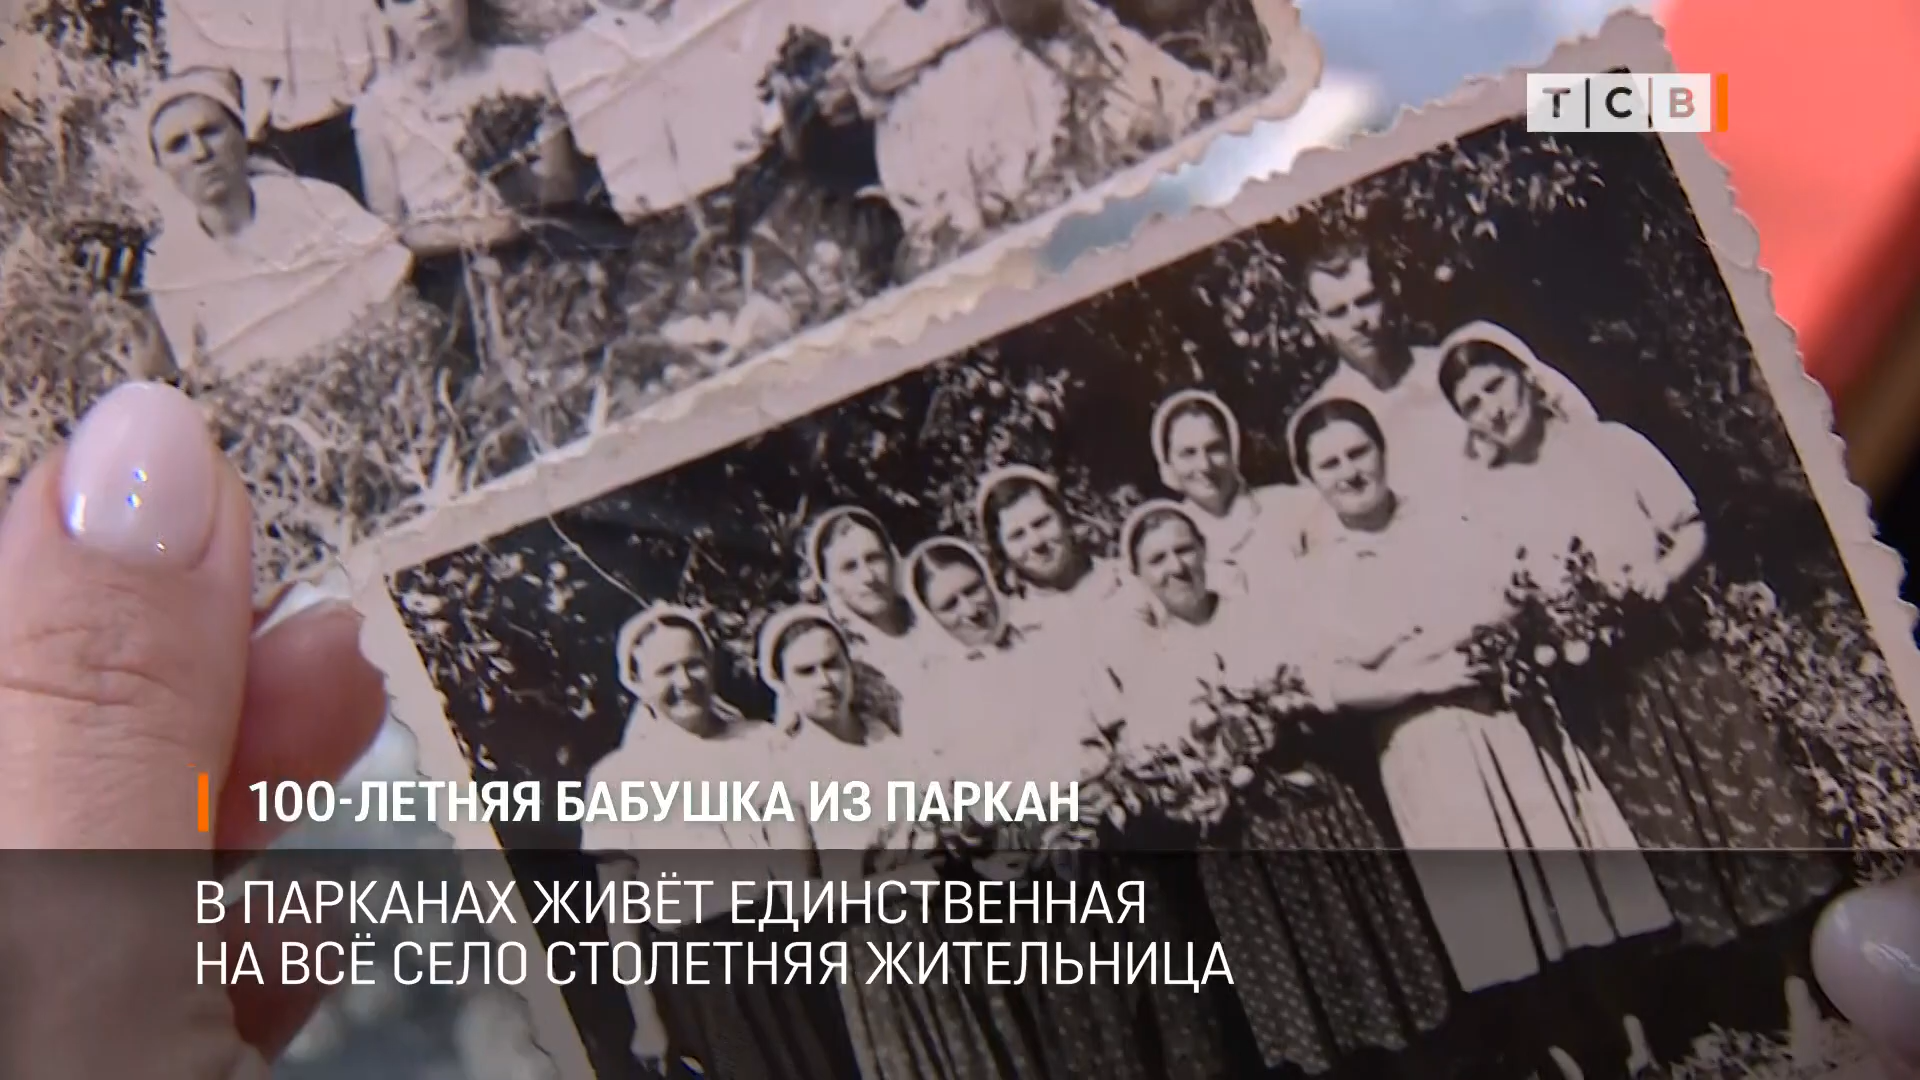 ТСВ
100-ЛЕТНЯЯ БАБУШКА ИЗ ПАРКАН
В ПАРКАНАХ ЖИВЁТ ЕДИНСТВЕННАЯ
НА ВСЁ СЕЛО СТОЛЕТНЯЯ ЖИТЕЛЬНИЦА